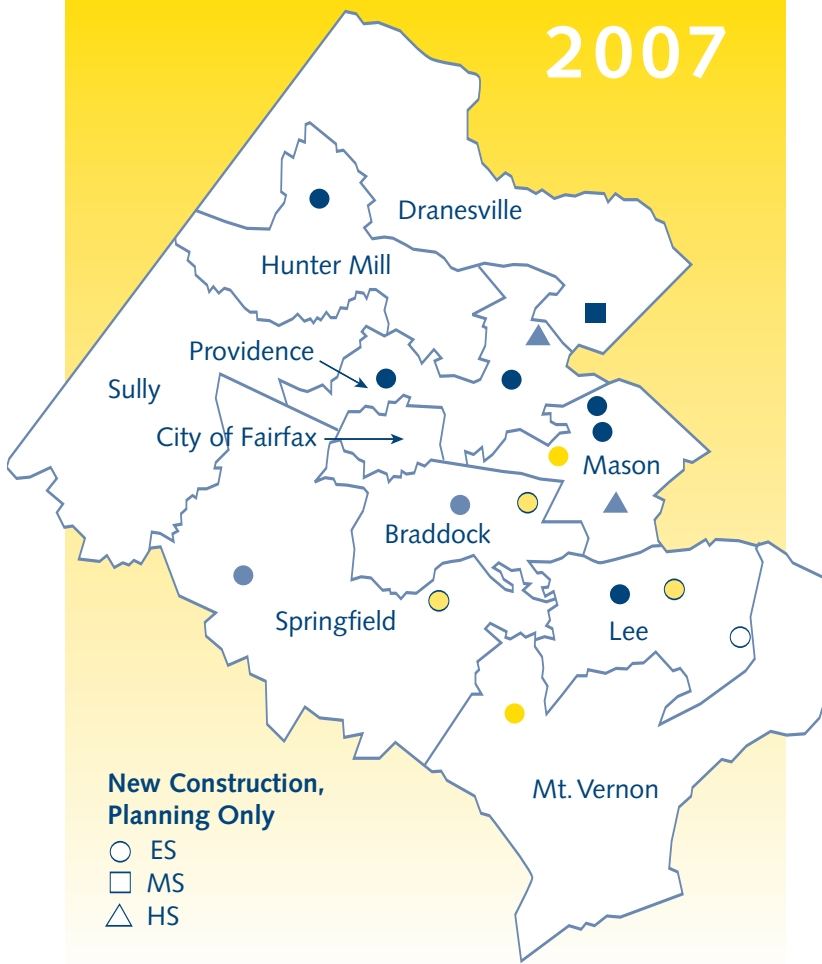 2007
Dranesville
Hunter Mill
Providence
Sully
City of Fairfax
Mason
Braddock
Springfield
Lee
Mt. Vernon
New Construction,
Planning Only
ES
MS
HS